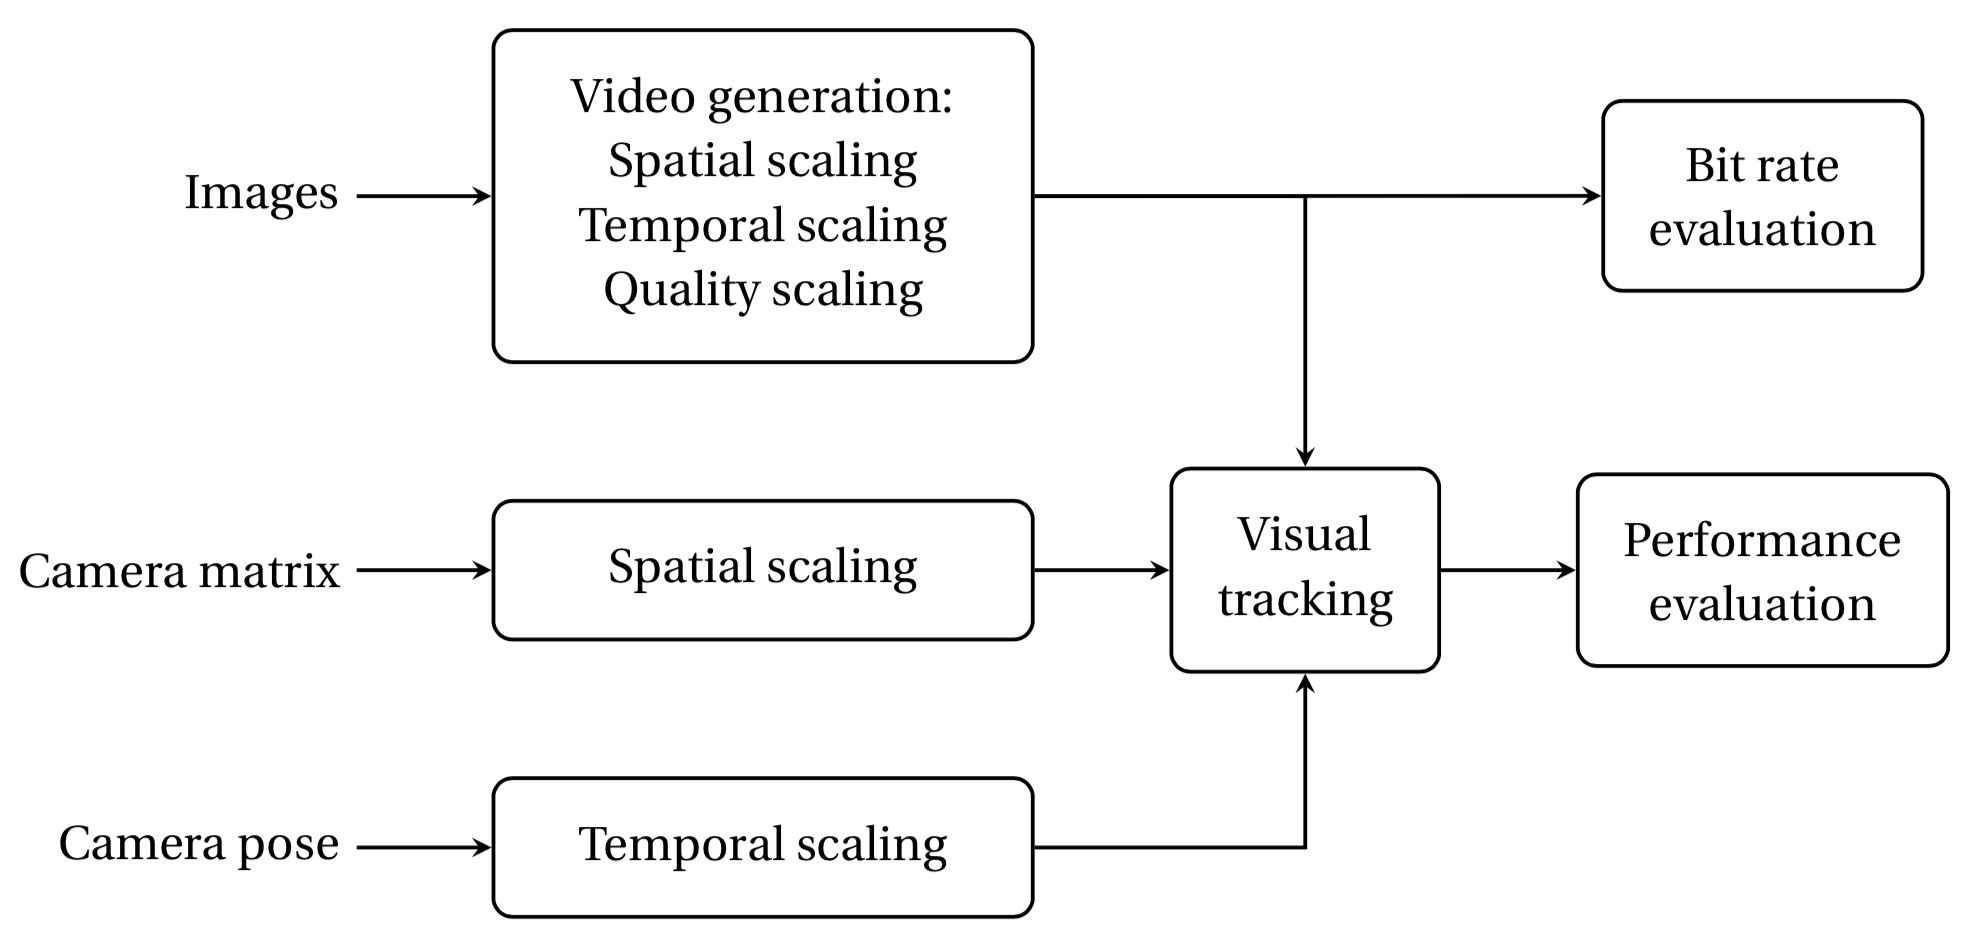 Images
Video generation:
Spatial scaling
Temporal scaling
Quality scaling
Bit rate
evaluation
Camera matrix
Spatial scaling
Visual
tracking
Performance
evaluation
Camera pose
Temporal scaling